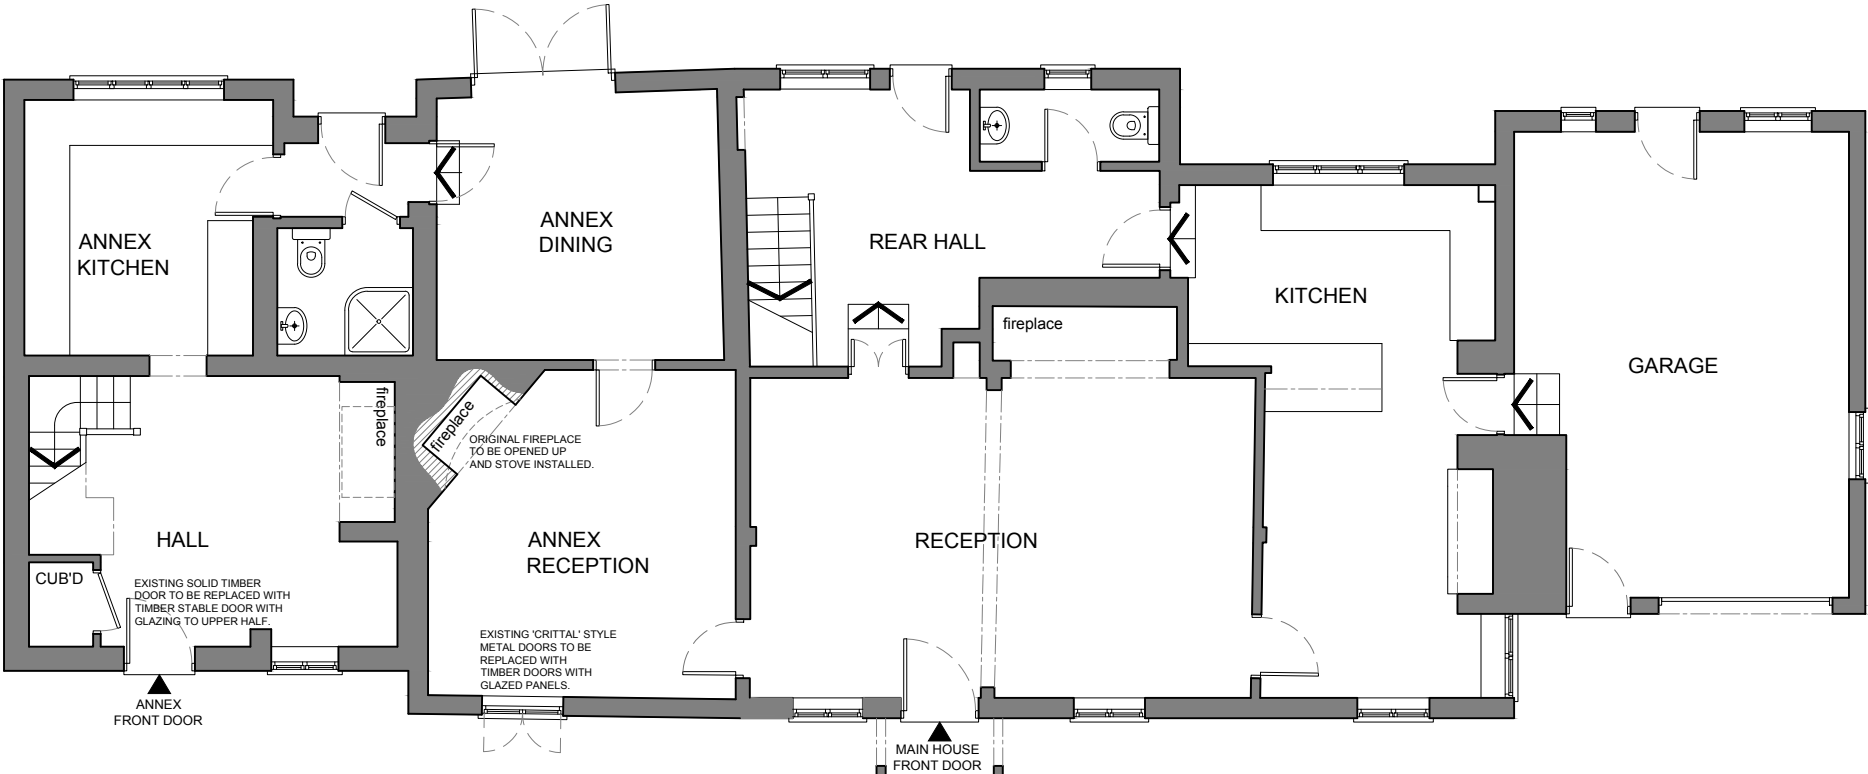 ANNEX
KITCHEN
ANNEX
DINING
REAR HALL
KITCHEN
GARAGE
fireplace
fireplace
fireplace
ORIGINAL FIREPLACE
TO BE OPENED UP
AND STOVE INSTALLED.
HALL
CUB'D
EXISTING SOLID TIMBER
DOOR TO BE REPLACED WITH
TIMBER STABLE DOOR WITH
GLAZING TO UPPER HALF.
ANNEX
RECEPTION
EXISTING 'CRITTAL' STYLE
METAL DOORS TO BE
REPLACED WITH
TIMBER DOORS WITH
GLAZED PANELS.
RECEPTION
ANNEX
FRONT DOOR
MAIN HOUSE
FRONT DOOR